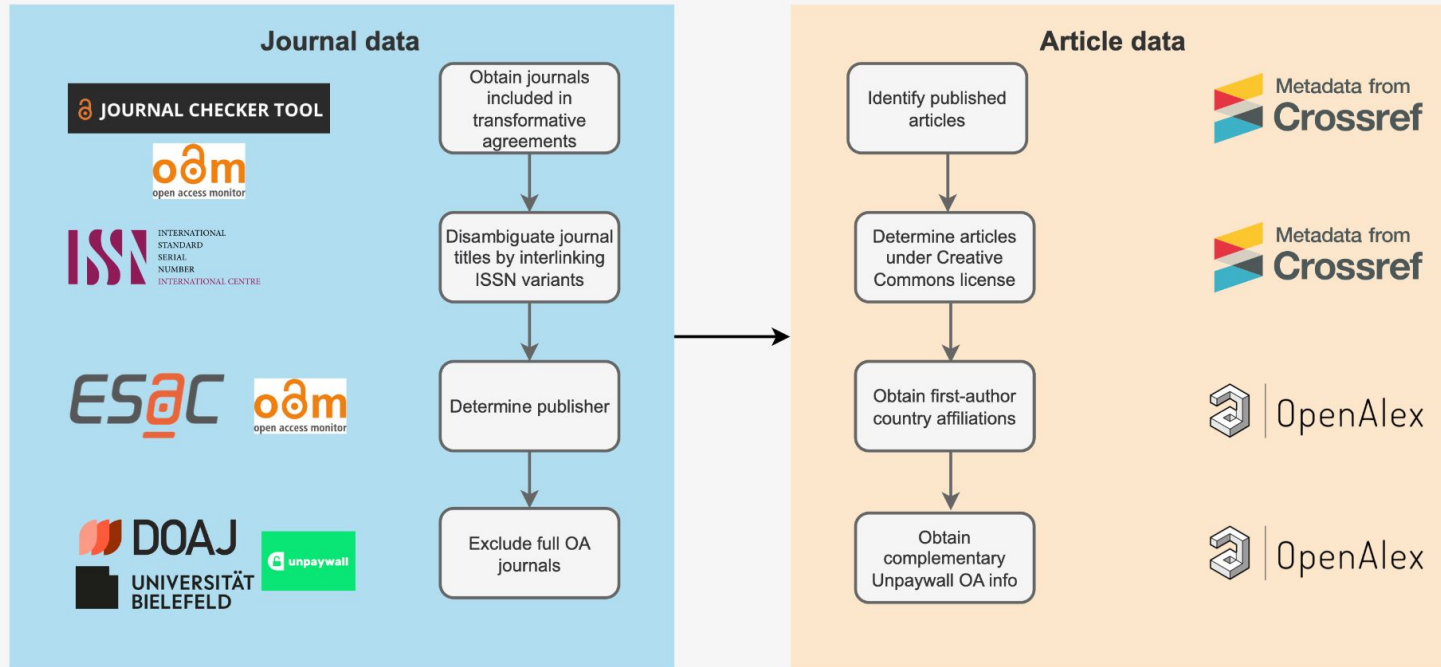 Journal data
JOURNAL CHECKER TOOL
oam
open access monitor
Obtain journals
included in
transformative
agreements
ISSN
INTERNATIONAL
STANDARD
SERIAL
NUMBER
INTERNATIONAL CENTRE
Disambiguate journal
titles by interlinking
ISSN variants
ESaC
oam
open access monitor
Determine publisher
DOAJ
unpaywall
UNIVERSITÄT
BIELEFELD
Exclude full OA
journals
Article data
Identify published
articles
Metadata from
Crossref
Determine articles
under Creative
Commons license
Metadata from
Crossref
Obtain first-author
country affiliations
OpenAlex
Obtain
complementary
Unpaywall OA info
OpenAlex